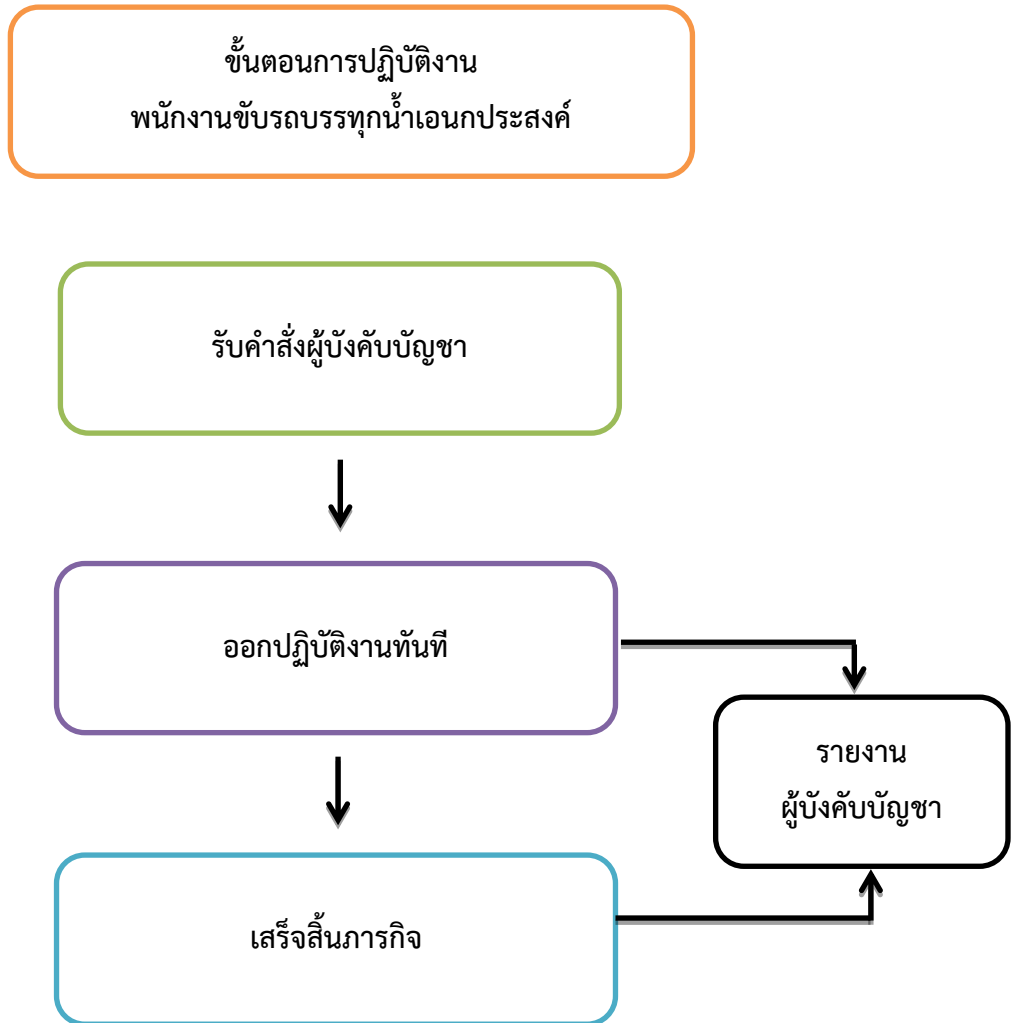 ขั้นตอนการปฏิบัติงาน
พนักงานขับรถบรรทุกน้ำเอนกประสงค์
รับคำสั่งผู้บังคับบัญชา
ออกปฏิบัติงานทันที
รายงาน
ผู้บังคับบัญชา
เสร็จสิ้นภารกิจ